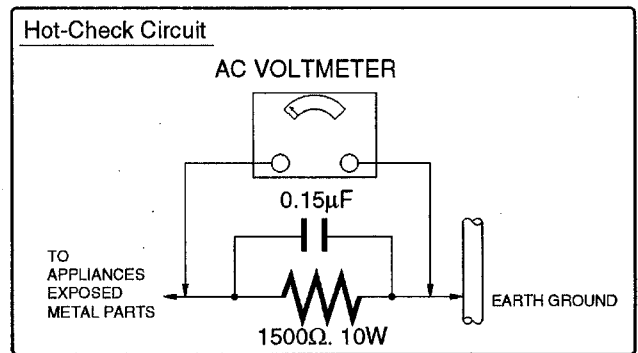 Hot-Check Circuit
AC VOLTMETER
0.15μF
TO
APPLIANCES
EXPOSED
METAL PARTS
EARTH GROUND
1500Ω. 10W